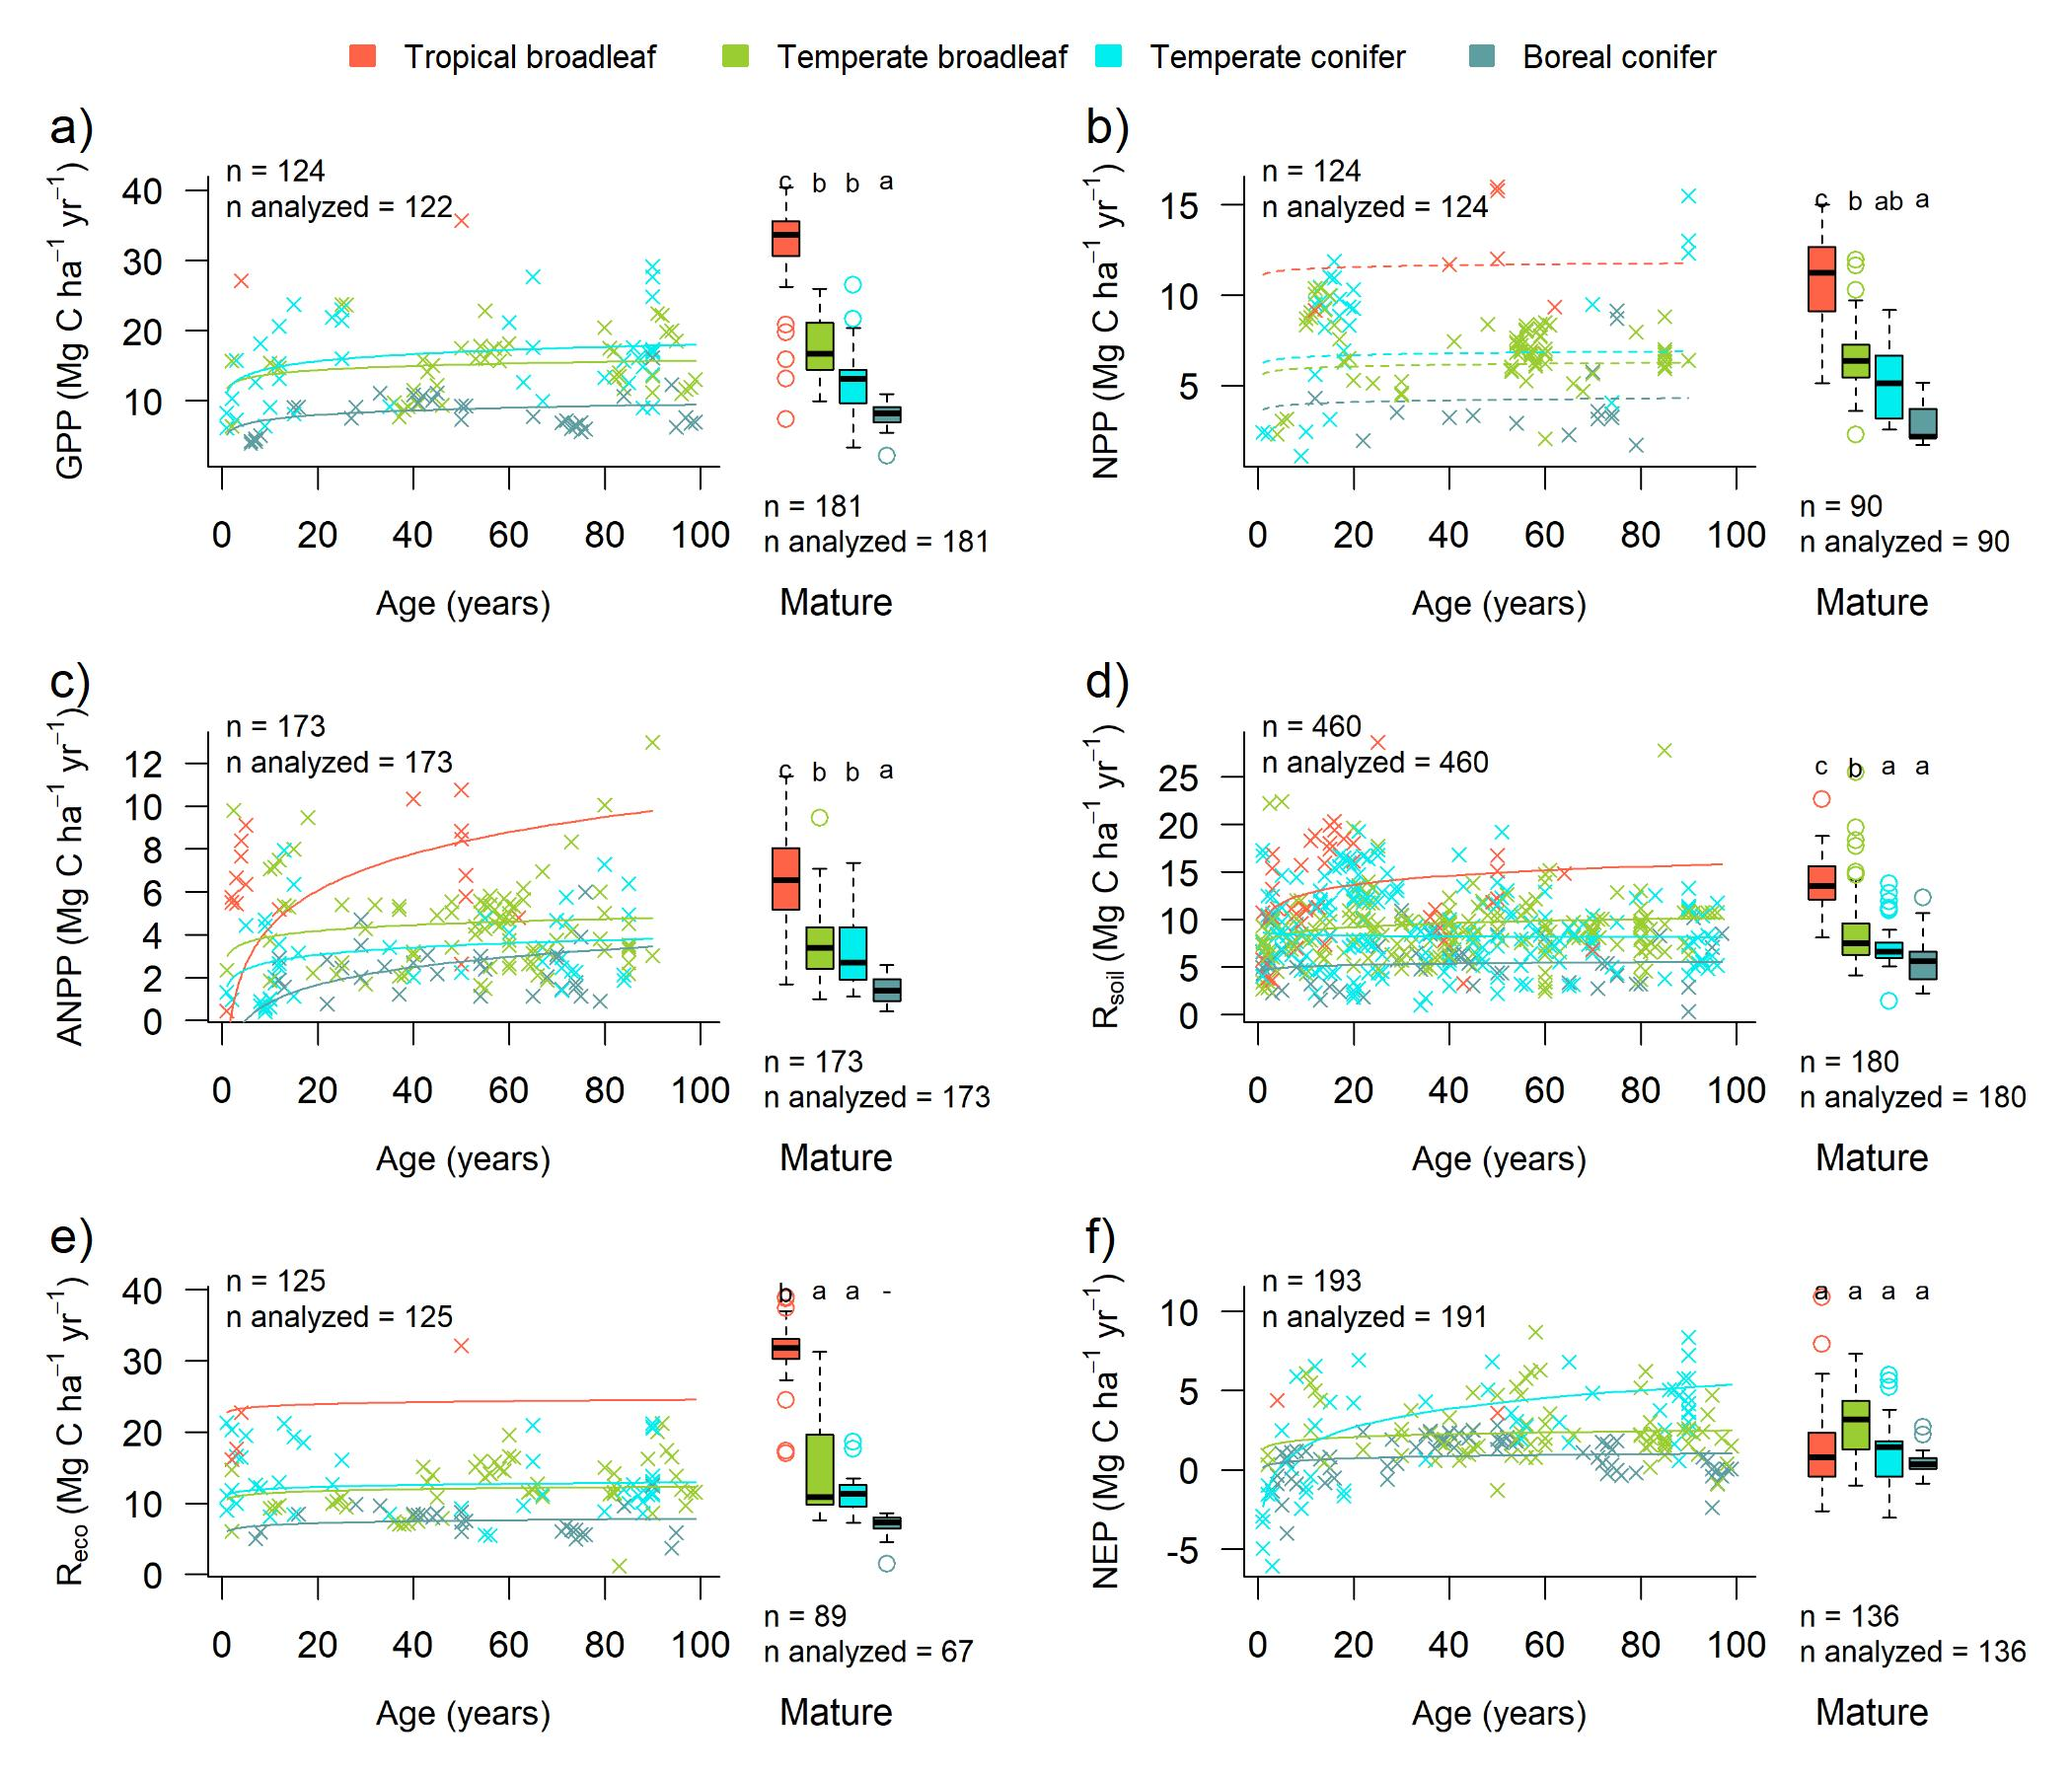 Tropical broadleaf Temperate broadleaf Temperate conifer Boreal conifer
a)
GPP (Mg C ha⁻¹ yr⁻¹)
n = 124
n analyzed = 122
40
30
20
10
0 20 40 60 80 100
Age (years)
c b b a
n = 181
n analyzed = 181
Mature
b)
NPP (Mg C ha⁻¹ yr⁻¹)
n = 124
n analyzed = 124
15
10
5
0 20 40 60 80 100
Age (years)
c b ab a
n = 90
n analyzed = 90
Mature
c)
ANPP (Mg C ha⁻¹ yr⁻¹)
n = 173
n analyzed = 173
12
10
8
6
4
2
0
0 20 40 60 80 100
Age (years)
c b b a
n = 173
n analyzed = 173
Mature
d)
Rsoil (Mg C ha⁻¹ yr⁻¹)
n = 460
n analyzed = 460
25
20
15
10
5
0
0 20 40 60 80 100
Age (years)
c b a a
n = 180
n analyzed = 180
Mature
e)
Reco (Mg C ha⁻¹ yr⁻¹)
n = 125
n analyzed = 125
40
30
20
10
0
0 20 40 60 80 100
Age (years)
b a a -
n = 89
n analyzed = 67
Mature
f)
NEP (Mg C ha⁻¹ yr⁻¹)
n = 193
n analyzed = 191
10
5
0
-5
0 20 40 60 80 100
Age (years)
a a a a
n = 136
n analyzed = 136
Mature